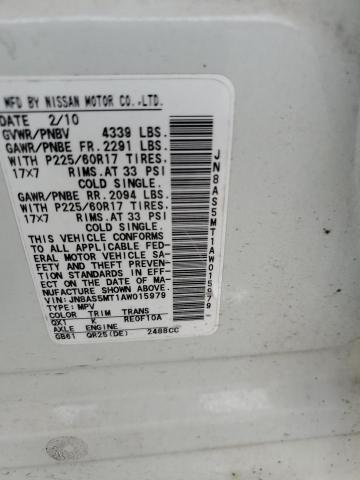 MFD BY NISSAN MOTOR CO.,LTD.
DATE 2/10
GVWR/PNBV 4339 LBS.
GAWR/PNBE FR. 2291 LBS.
WITH P225/60R17 TIRES,
17X7 RIMS, AT 33 PSI
COLD SINGLE.
GAWR/PNBE RR. 2094 LBS.
WITH P225/60R17 TIRES,
17X7 RIMS, AT 33 PSI
COLD SINGLE.
THIS VEHICLE CONFORMS
TO ALL APPLICABLE FED-
ERAL MOTOR VEHICLE SA-
FETY AND THEFT PREVEN-
TION STANDARDS IN EFF-
ECT ON THE DATE OF MA-
NUFACTURE SHOWN ABOVE.
VIN JN8AS5MT1AW015979
TYPE: MPV
COLOR TRIM TRANS
QX1 K RE0F10A
AXLE ENGINE
GB61 QR25(DE) 2488CC
JN8AS5MT1AW015979